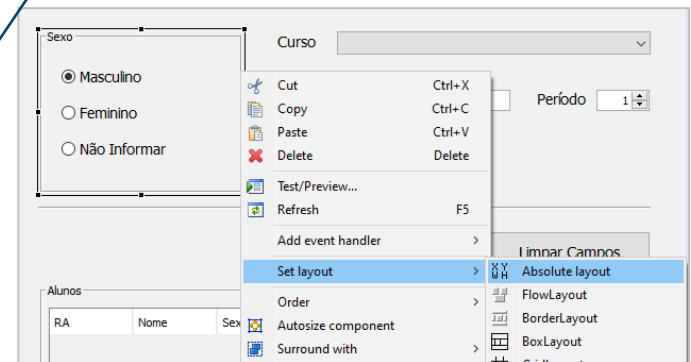 Sexo
Curso
Masculino
Feminino
Não Informar
Período 1
Cut Ctrl+X
Copy Ctrl+C
Paste Ctrl+V
Delete Delete
Test/Preview...
Refresh F5
Add event handler
Limpar Campos
Set layout
Absolute layout
FlowLayout
BorderLayout
BoxLayout
Order
Autosize component
Surround with
Alunos
RA Nome